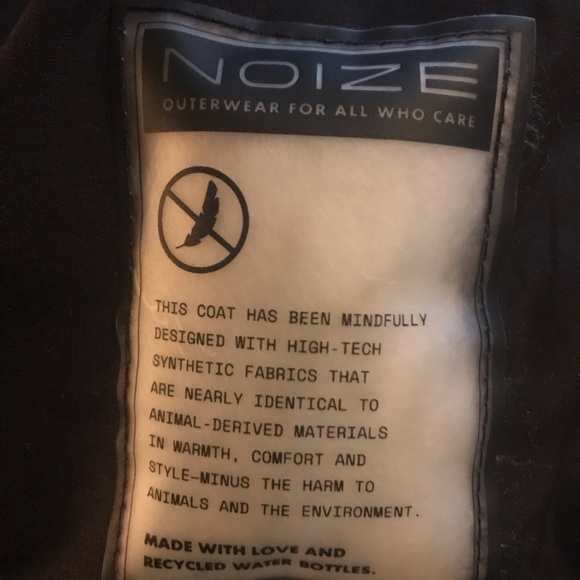 NOIZE
OUTERWEAR FOR ALL WHO CARE
THIS COAT HAS BEEN MINDFULLY
DESIGNED WITH HIGH-TECH
SYNTHETIC FABRICS THAT
ARE NEARLY IDENTICAL TO
ANIMAL-DERIVED MATERIALS
IN WARMTH, COMFORT AND
STYLE—MINUS THE HARM TO
ANIMALS AND THE ENVIRONMENT.
MADE WITH LOVE AND
RECYCLED WATER BOTTLES.